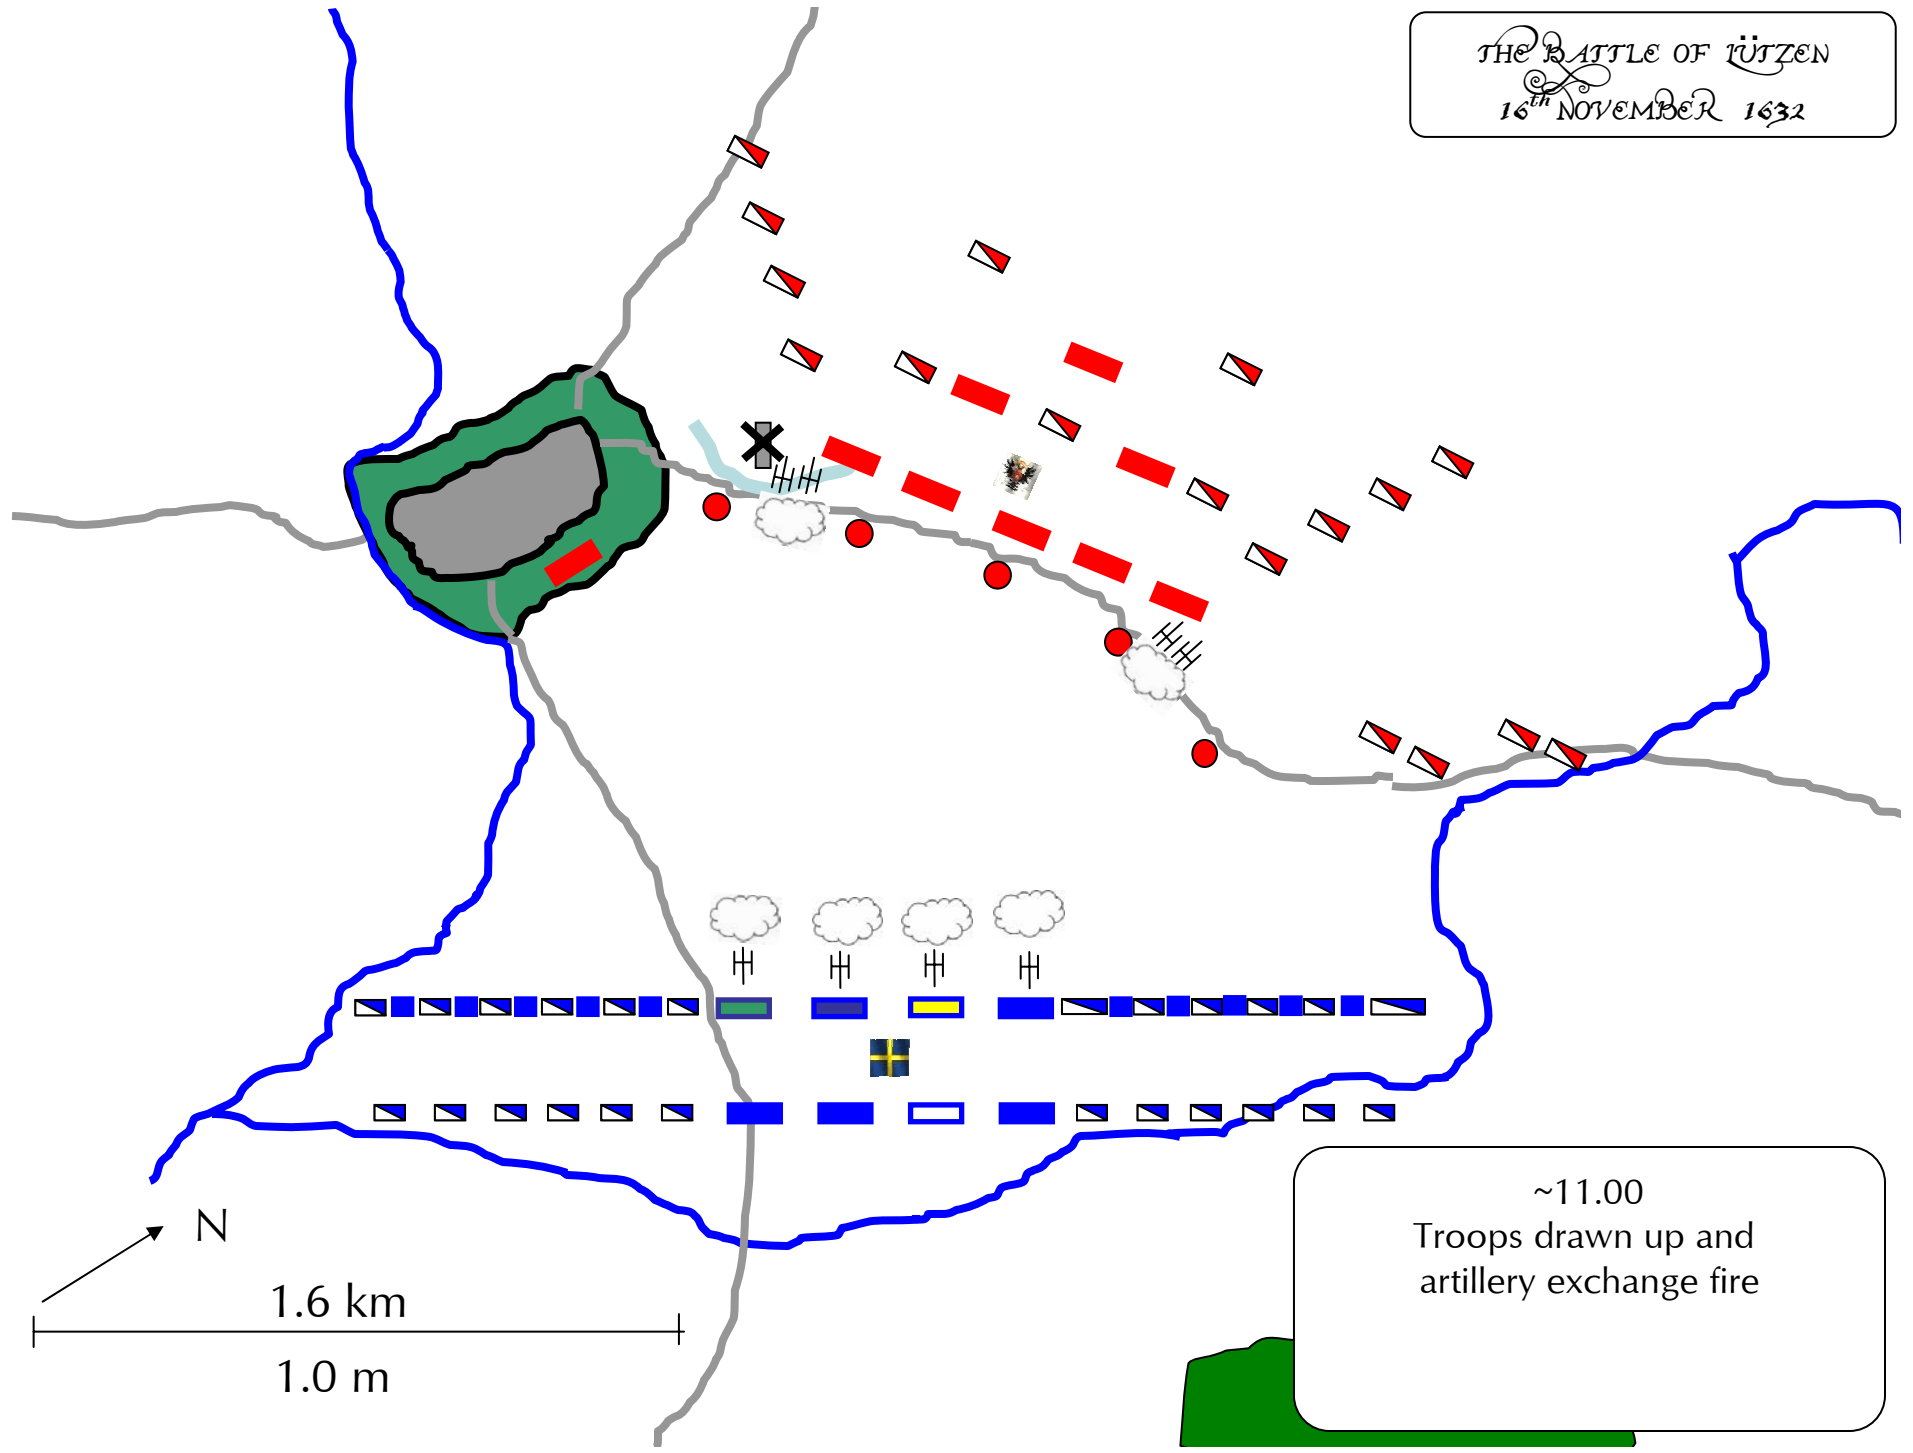 THE BATTLE OF LÜTZEN
16th NOVEMBER 1632
N
1.6 km
1.0 m
~11.00
Troops drawn up and
artillery exchange fire